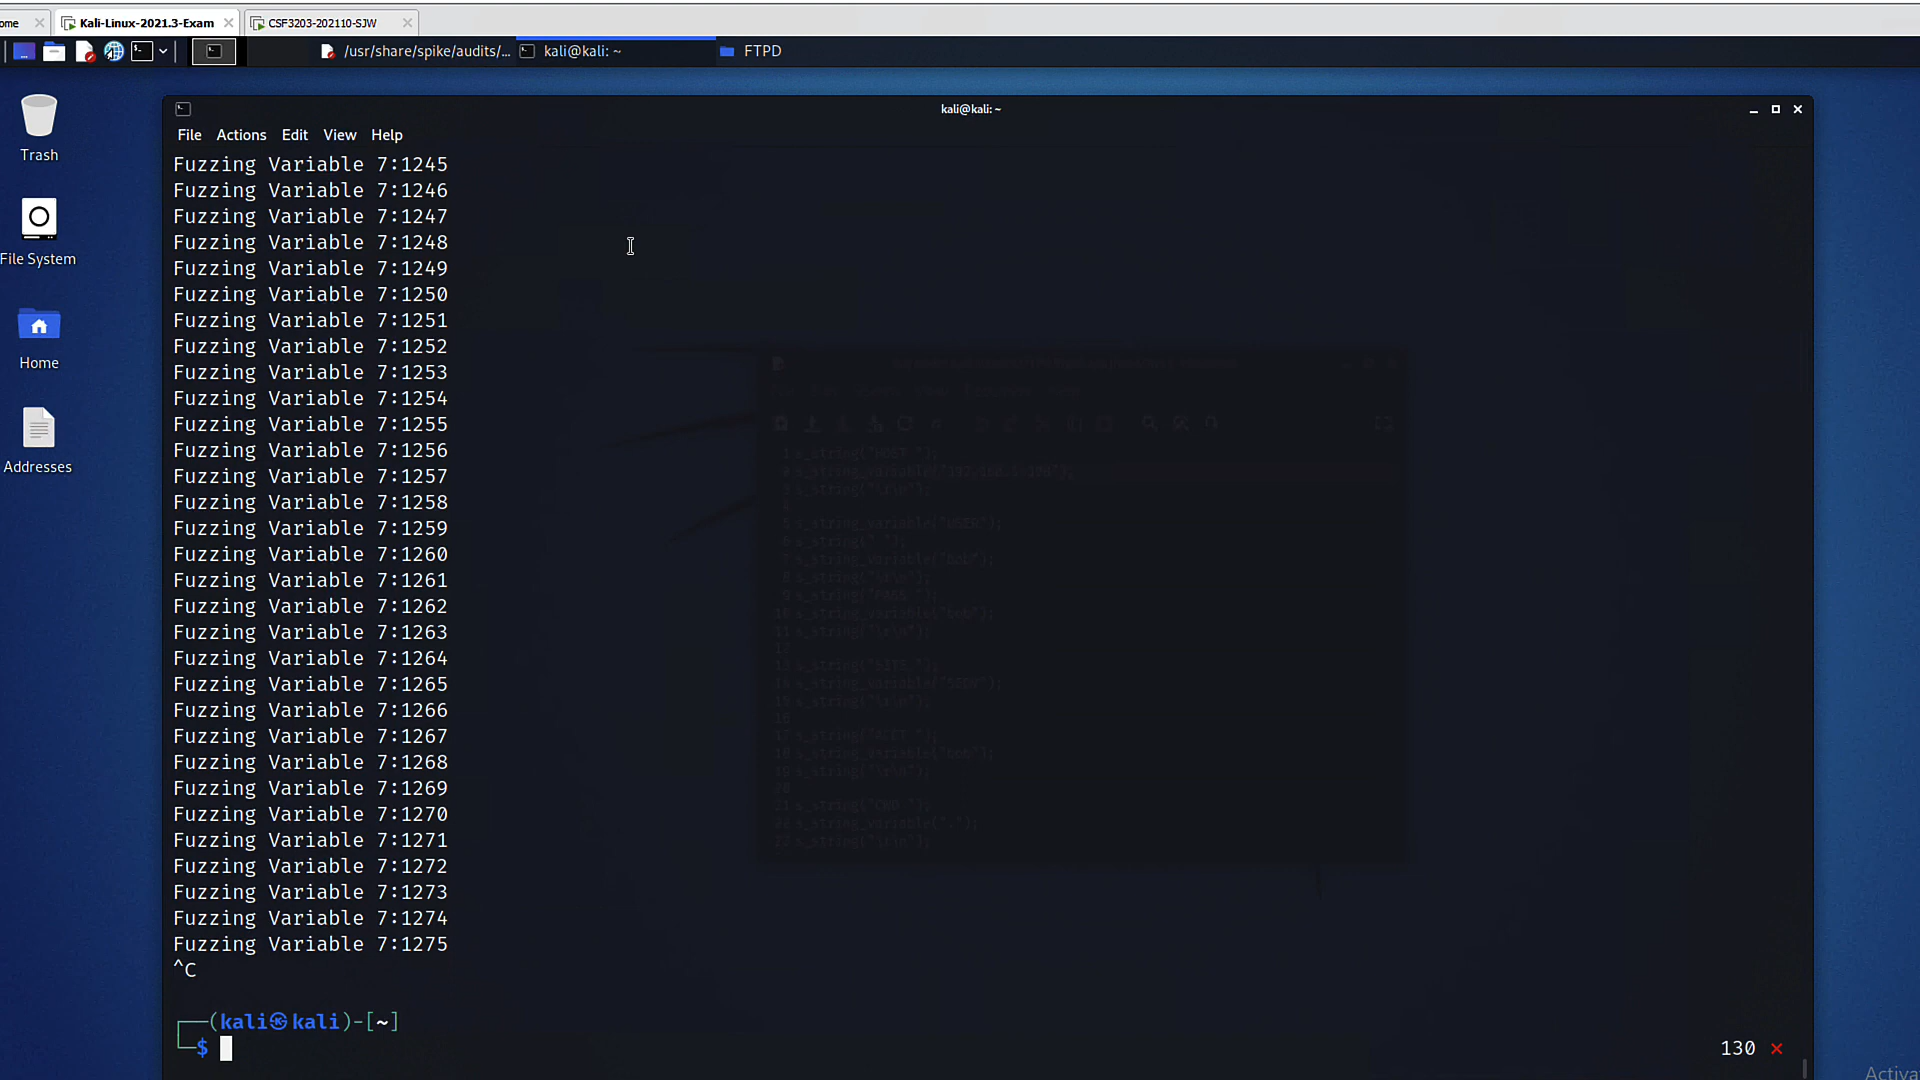 ome
Kali-Linux-2021.3-Exam
CSF3203-202110-SJW
/usr/share/spike/audits/...
kali@kali: ~
FTPD
Trash
File System
Home
Addresses
kali@kali: ~
File Actions Edit View Help
Fuzzing Variable 7:1245
Fuzzing Variable 7:1246
Fuzzing Variable 7:1247
Fuzzing Variable 7:1248
Fuzzing Variable 7:1249
Fuzzing Variable 7:1250
Fuzzing Variable 7:1251
Fuzzing Variable 7:1252
Fuzzing Variable 7:1253
Fuzzing Variable 7:1254
Fuzzing Variable 7:1255
Fuzzing Variable 7:1256
Fuzzing Variable 7:1257
Fuzzing Variable 7:1258
Fuzzing Variable 7:1259
Fuzzing Variable 7:1260
Fuzzing Variable 7:1261
Fuzzing Variable 7:1262
Fuzzing Variable 7:1263
Fuzzing Variable 7:1264
Fuzzing Variable 7:1265
Fuzzing Variable 7:1266
Fuzzing Variable 7:1267
Fuzzing Variable 7:1268
Fuzzing Variable 7:1269
Fuzzing Variable 7:1270
Fuzzing Variable 7:1271
Fuzzing Variable 7:1272
Fuzzing Variable 7:1273
Fuzzing Variable 7:1274
Fuzzing Variable 7:1275
^C
(kali㉿kali)-[~]
$
130 ✕
Activa